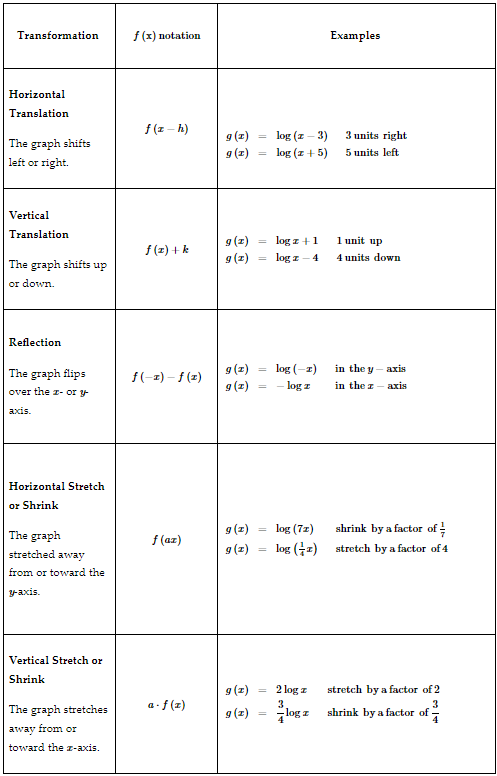 Transformation f (x) notation Examples
Horizontal
Translation
The graph shifts
left or right.
f (x − h)
g (x) = log (x − 3) 3 units right
g (x) = log (x + 5) 5 units left
Vertical
Translation
The graph shifts up
or down.
f (x) + k
g (x) = log x + 1 1 unit up
g (x) = log x − 4 4 units down
Reflection
The graph flips
over the x- or y-
axis.
f (−x) − f (x)
g (x) = log (−x) in the y − axis
g (x) = − log x in the x − axis
Horizontal Stretch
or Shrink
The graph
stretched away
from or toward the
y-axis.
f (ax)
g (x) = log (7x) shrink by a factor of 1/7
g (x) = log (1/4 x) stretch by a factor of 4
Vertical Stretch or
Shrink
The graph stretches
away from or
toward the x-axis.
a · f (x)
g (x) = 2 log x stretch by a factor of 2
g (x) = 3/4 log x shrink by a factor of 3/4